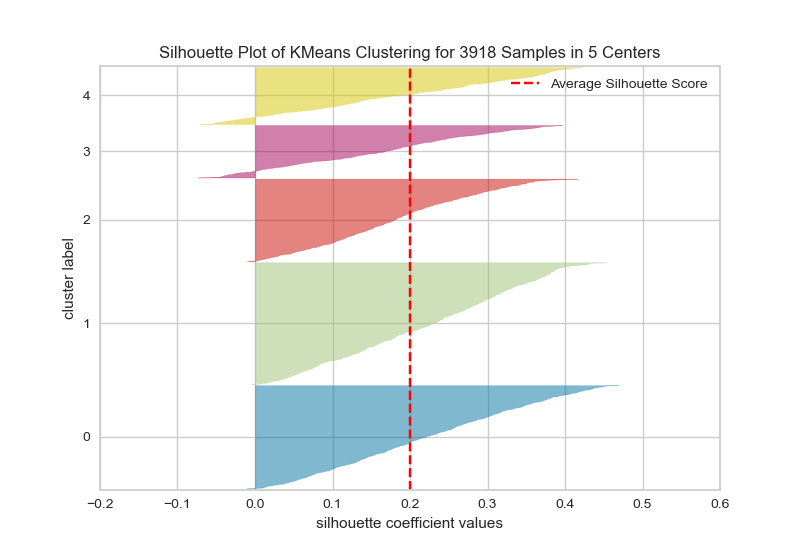 Silhouette Plot of KMeans Clustering for 3918 Samples in 5 Centers
Average Silhouette Score
4
3
2
1
0
cluster label
−0.2 −0.1 0.0 0.1 0.2 0.3 0.4 0.5 0.6
silhouette coefficient values